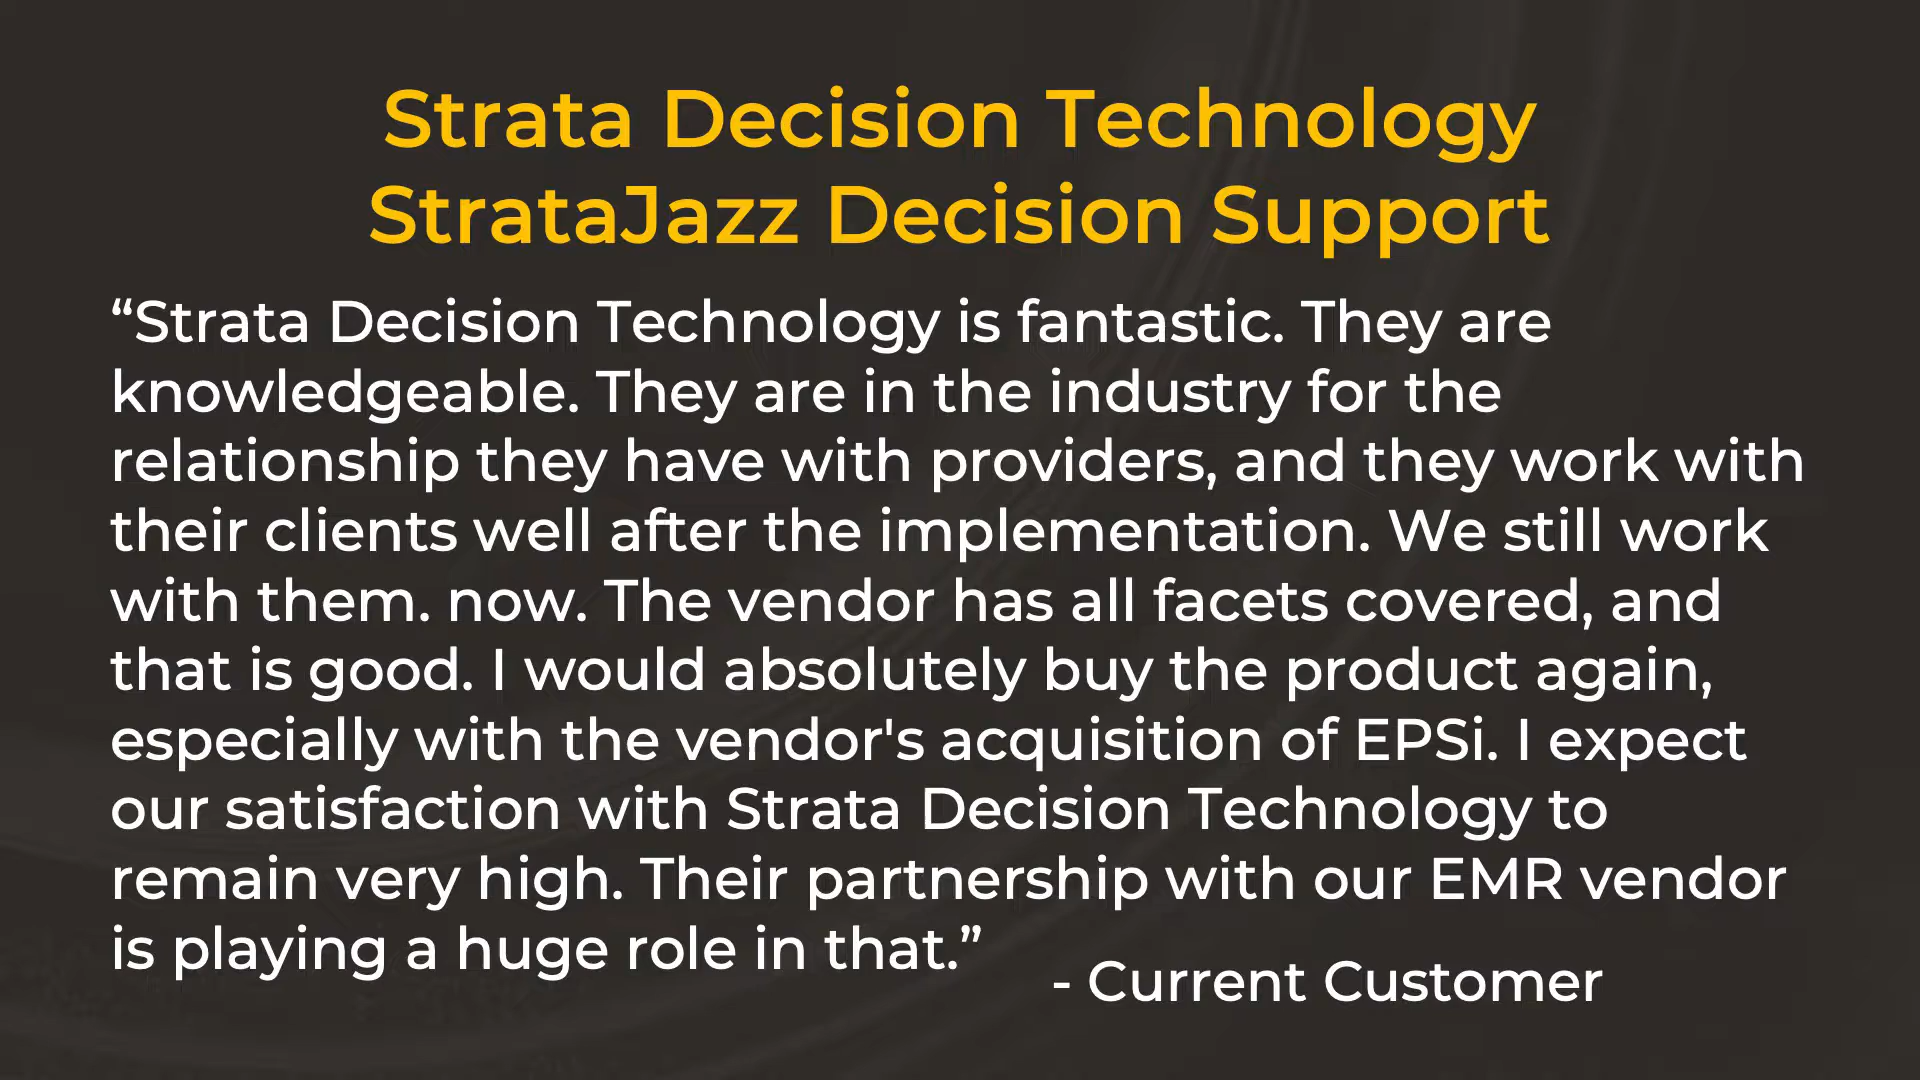 Strata Decision Technology
StrataJazz Decision Support
“Strata Decision Technology is fantastic. They are
knowledgeable. They are in the industry for the
relationship they have with providers, and they work with
their clients well after the implementation. We still work
with them. now. The vendor has all facets covered, and
that is good. I would absolutely buy the product again,
especially with the vendor's acquisition of EPSi. I expect
our satisfaction with Strata Decision Technology to
remain very high. Their partnership with our EMR vendor
is playing a huge role in that.”
- Current Customer